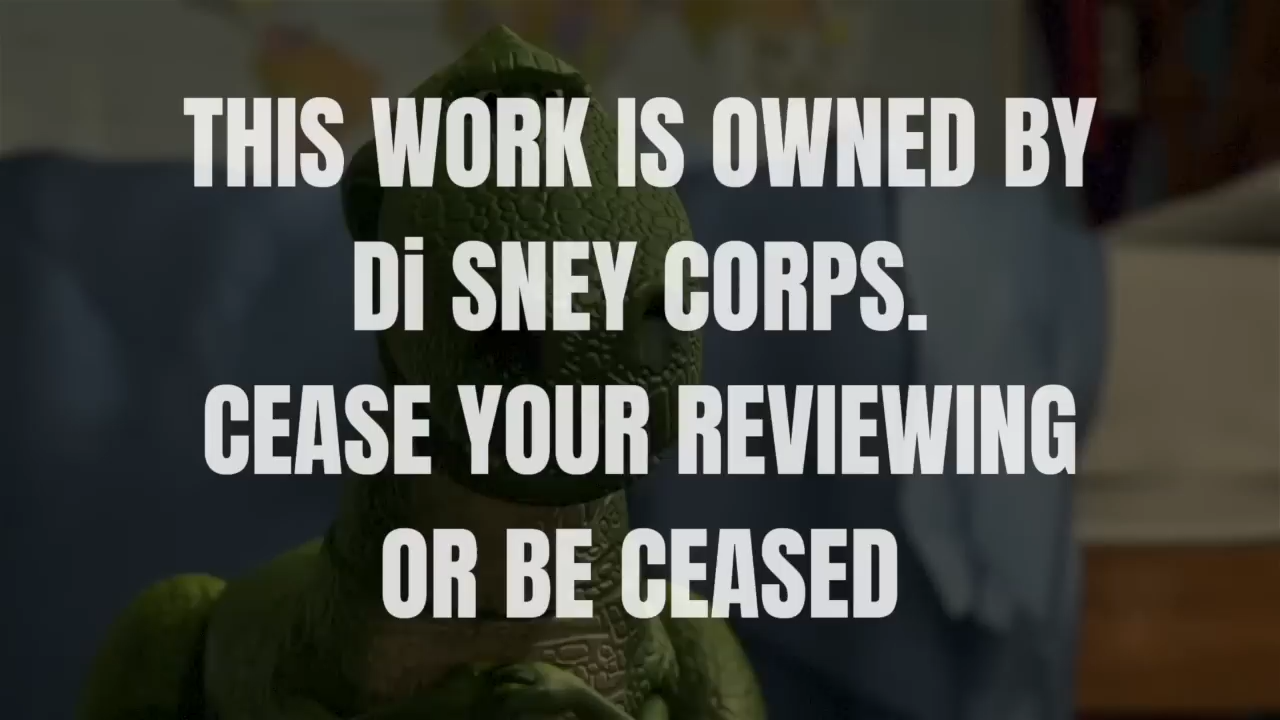 THIS WORK IS OWNED BY
Di SNEY CORPS.
CEASE YOUR REVIEWING
OR BE CEASED